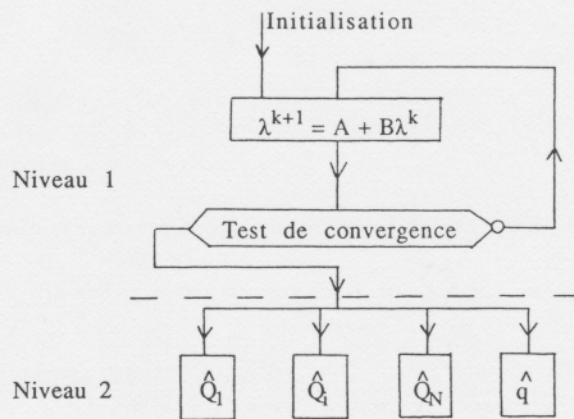 Initialisation
λ^{k+1} = A + Bλ^k
Niveau 1
Test de convergence
Q̂_1 Q̂_i Q̂_N q̂
Niveau 2